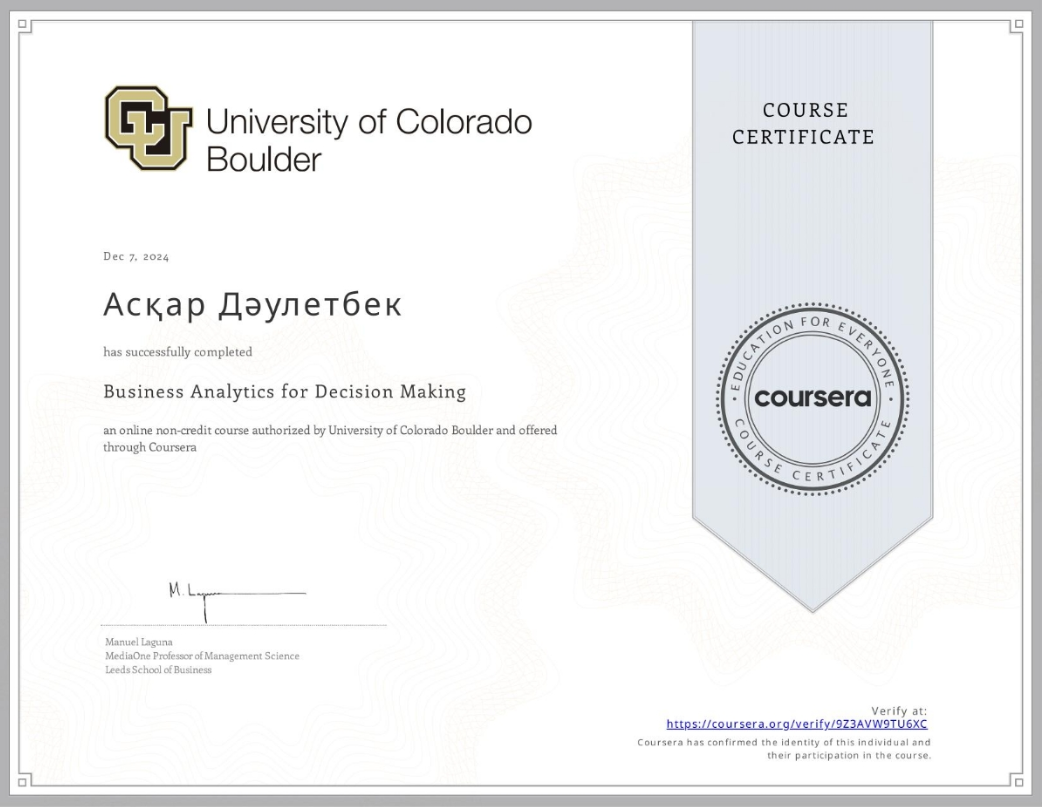 University of Colorado
Boulder
COURSE
CERTIFICATE
Dec 7, 2024
Асқар Дәулетбек
has successfully completed
Business Analytics for Decision Making
an online non-credit course authorized by University of Colorado Boulder and offered
through Coursera
EDUCATION FOR EVERYONE
coursera
COURSE CERTIFICATE
M. Laguna
Manuel Laguna
MediaOne Professor of Management Science
Leeds School of Business
Verify at:
https://coursera.org/verify/9Z3AVW9TU6XC
Coursera has confirmed the identity of this individual and
their participation in the course.